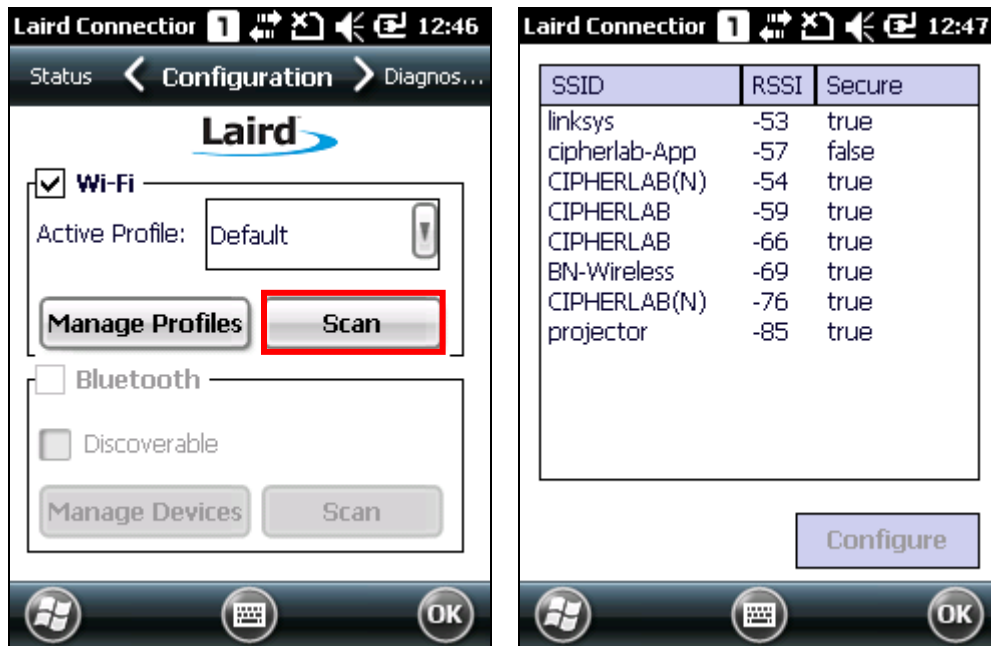 Laird Connection 1 12:46
Status Configuration Diagnos...
Laird
Wi-Fi
Active Profile: Default
Manage Profiles Scan
Bluetooth
Discoverable
Manage Devices Scan
OK
Laird Connection 1 12:47
SSID RSSI Secure
linksys -53 true
cipherlab-App -57 false
CIPHERLAB(N) -54 true
CIPHERLAB -59 true
CIPHERLAB -66 true
BN-Wireless -69 true
CIPHERLAB(N) -76 true
projector -85 true
Configure
OK